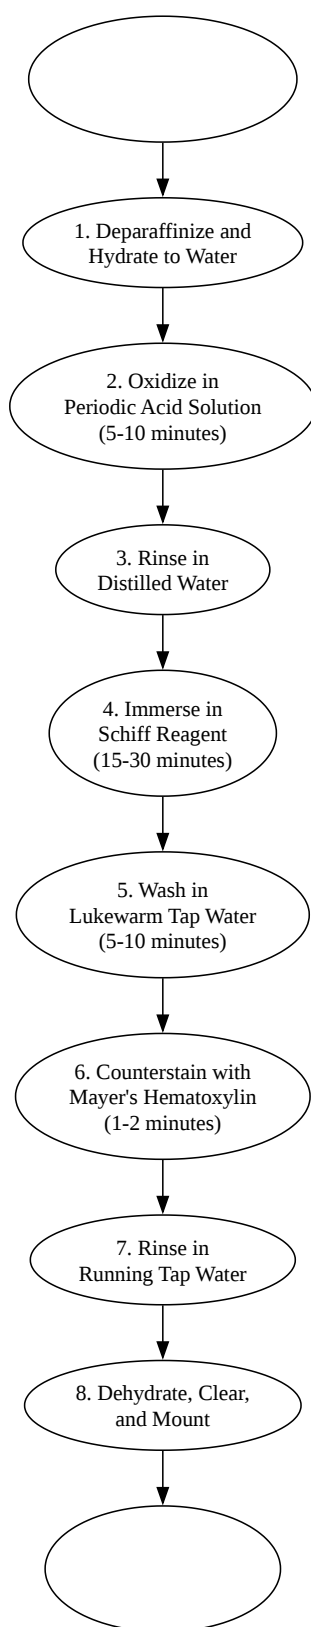 1. Deparaffinize and
Hydrate to Water
2. Oxidize in
Periodic Acid Solution
(5-10 minutes)
3. Rinse in
Distilled Water
4. Immerse in
Schiff Reagent
(15-30 minutes)
5. Wash in
Lukewarm Tap Water
(5-10 minutes)
6. Counterstain with
Mayer's Hematoxylin
(1-2 minutes)
7. Rinse in
Running Tap Water
8. Dehydrate, Clear,
and Mount